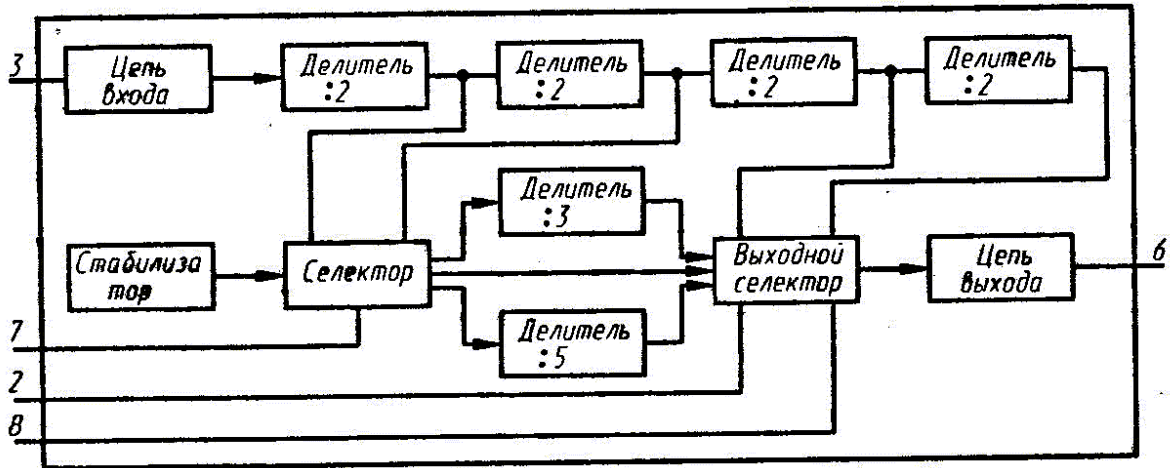 3
Цепь
входа
Делитель
:2
Делитель
:2
Делитель
:2
Делитель
:2
Делитель
:3
Стабилиза
тор
Селектор
Выходной
селектор
Цепь
выхода
6
Делитель
:5
7
2
8